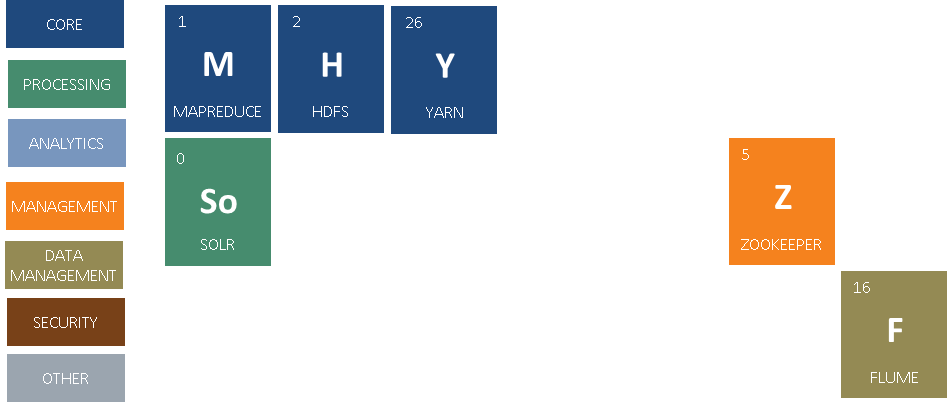 CORE
PROCESSING
ANALYTICS
MANAGEMENT
DATA
MANAGEMENT
SECURITY
OTHER
1
M
MAPREDUCE
2
H
HDFS
26
Y
YARN
0
So
SOLR
5
Z
ZOOKEEPER
16
F
FLUME